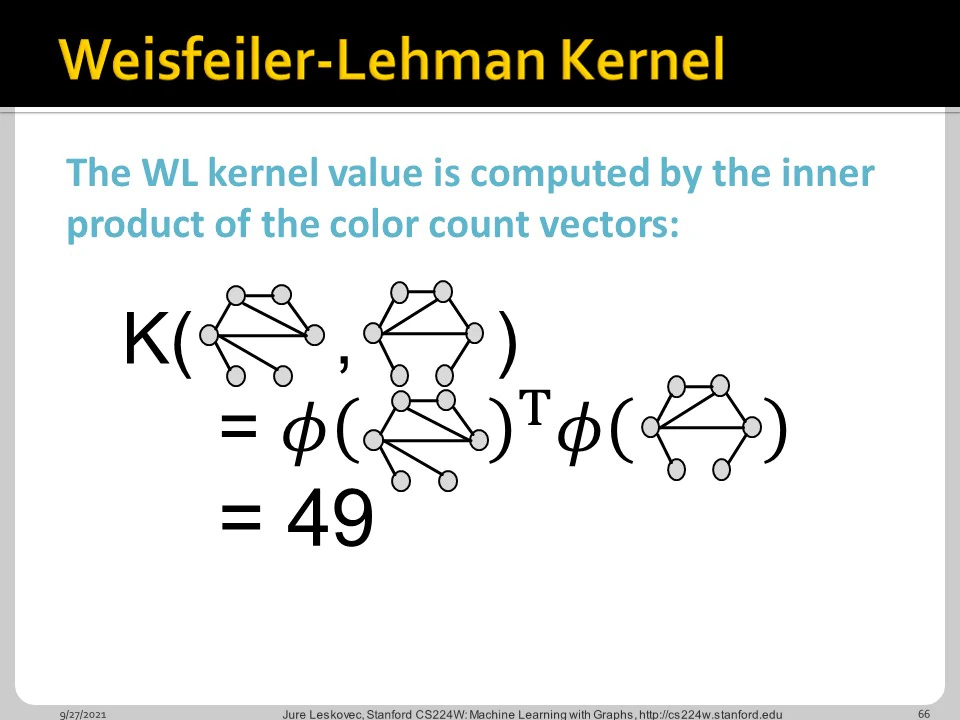 Weisfeiler-Lehman Kernel
The WL kernel value is computed by the inner
product of the color count vectors:
K( , )
= ϕ( )ᵀϕ( )
= 49
9/27/2021 Jure Leskovec, Stanford CS224W: Machine Learning with Graphs, http://cs224w.stanford.edu 66